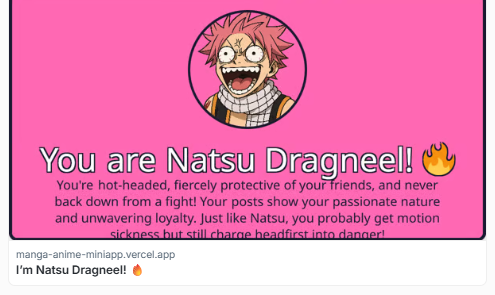 You are Natsu Dragneel! 🔥
You're hot-headed, fiercely protective of your friends, and never
back down from a fight! Your posts show your passionate nature
and unwavering loyalty. Just like Natsu, you probably get motion
sickness but still charge headfirst into danger!
manga-anime-miniapp.vercel.app
I'm Natsu Dragneel! 🔥